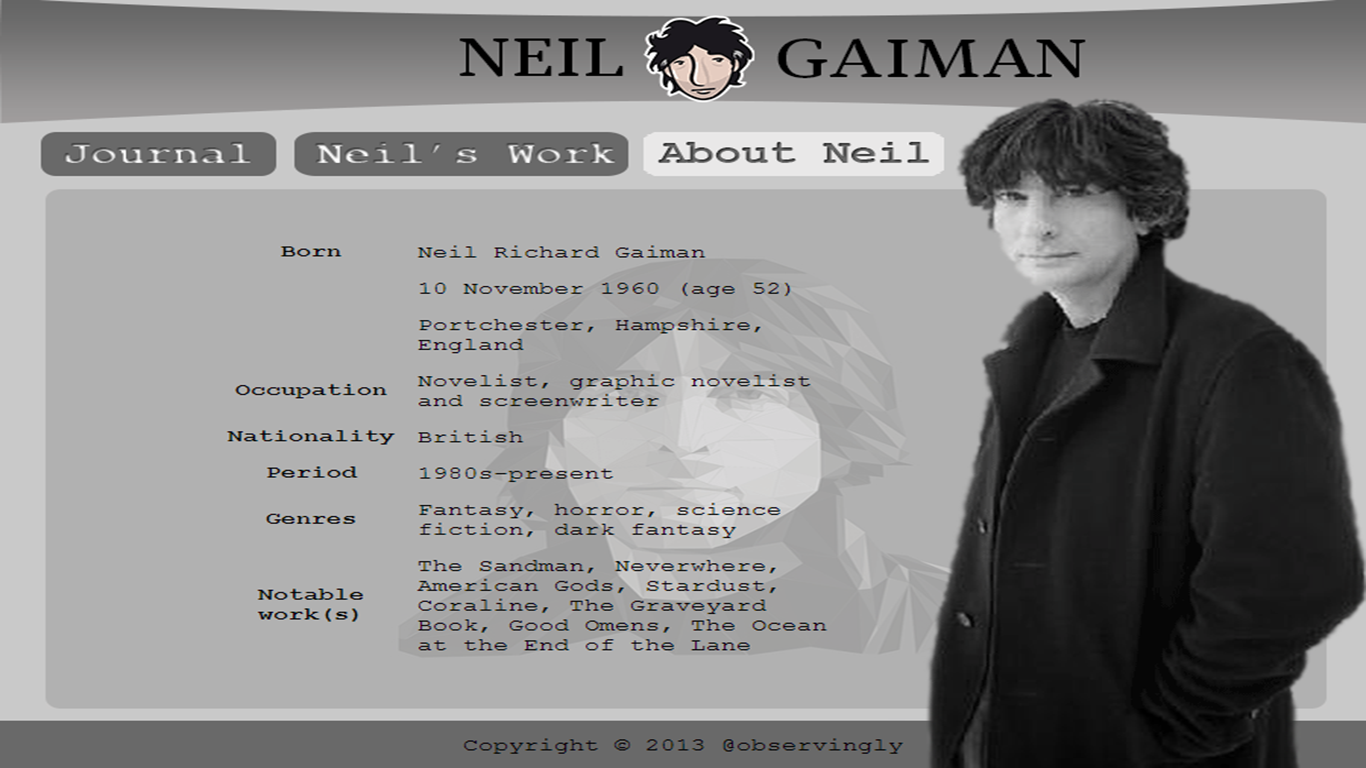 NEIL GAIMAN
Journal Neil's Work About Neil
Born Neil Richard Gaiman
10 November 1960 (age 52)
Portchester, Hampshire,
England
Occupation Novelist, graphic novelist
and screenwriter
Nationality British
Period 1980s-present
Genres Fantasy, horror, science
fiction, dark fantasy
Notable
work(s) The Sandman, Neverwhere,
American Gods, Stardust,
Coraline, The Graveyard
Book, Good Omens, The Ocean
at the End of the Lane
Copyright © 2013 @observingly